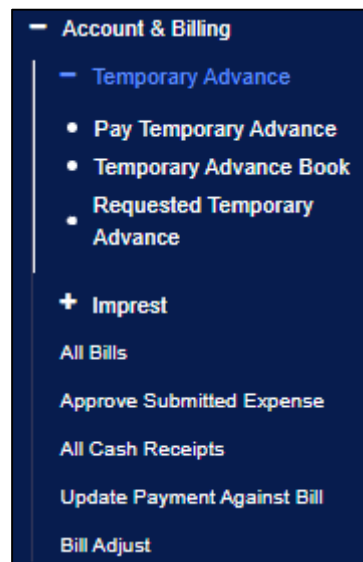 Account & Billing
Temporary Advance
Pay Temporary Advance
Temporary Advance Book
Requested Temporary
Advance
Imprest
All Bills
Approve Submitted Expense
All Cash Receipts
Update Payment Against Bill
Bill Adjust